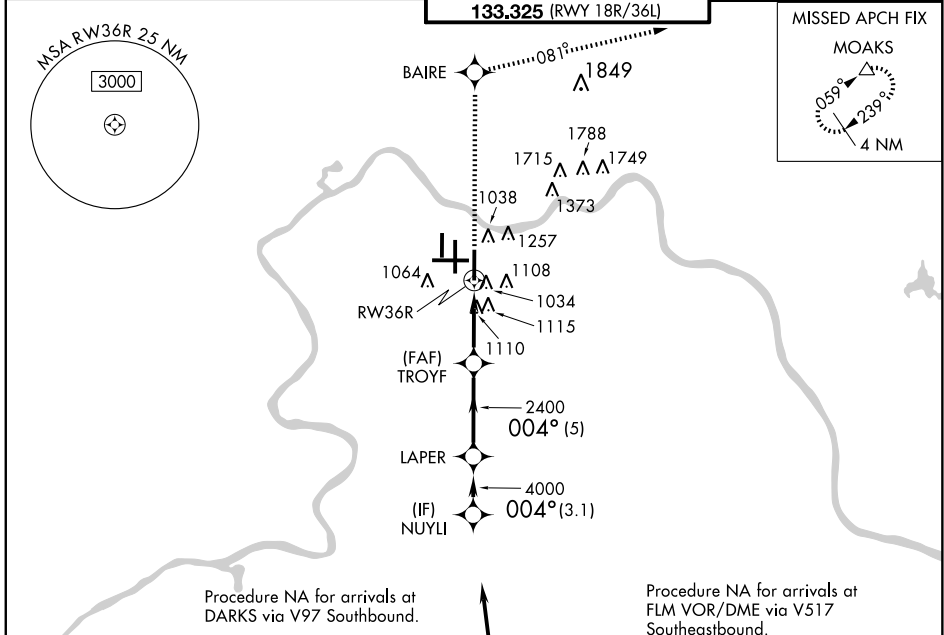 133.325 (RWY 18R/36L)
MSA RW36R 25 NM
3000
MISSED APCH FIX
MOAKS
059°
239°
4 NM
BAIRE
081°
1849
1788
1715
1749
1373
1038
1257
1064
1108
RW36R
1034
1115
1110
(FAF)
TROYF
2400
004° (5)
LAPER
4000
004° (3.1)
(IF)
NUYLI
Procedure NA for arrivals at
DARKS via V97 Southbound.
Procedure NA for arrivals at
FLM VOR/DME via V517
Southeastbound.